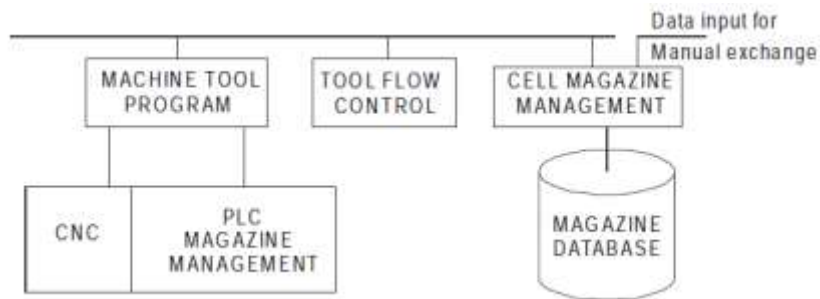 Data input for
Manual exchange
MACHINE TOOL
PROGRAM
TOOL FLOW
CONTROL
CELL MAGAZINE
MANAGEMENT
CNC
PLC
MAGAZINE
MANAGEMENT
MAGAZINE
DATABASE